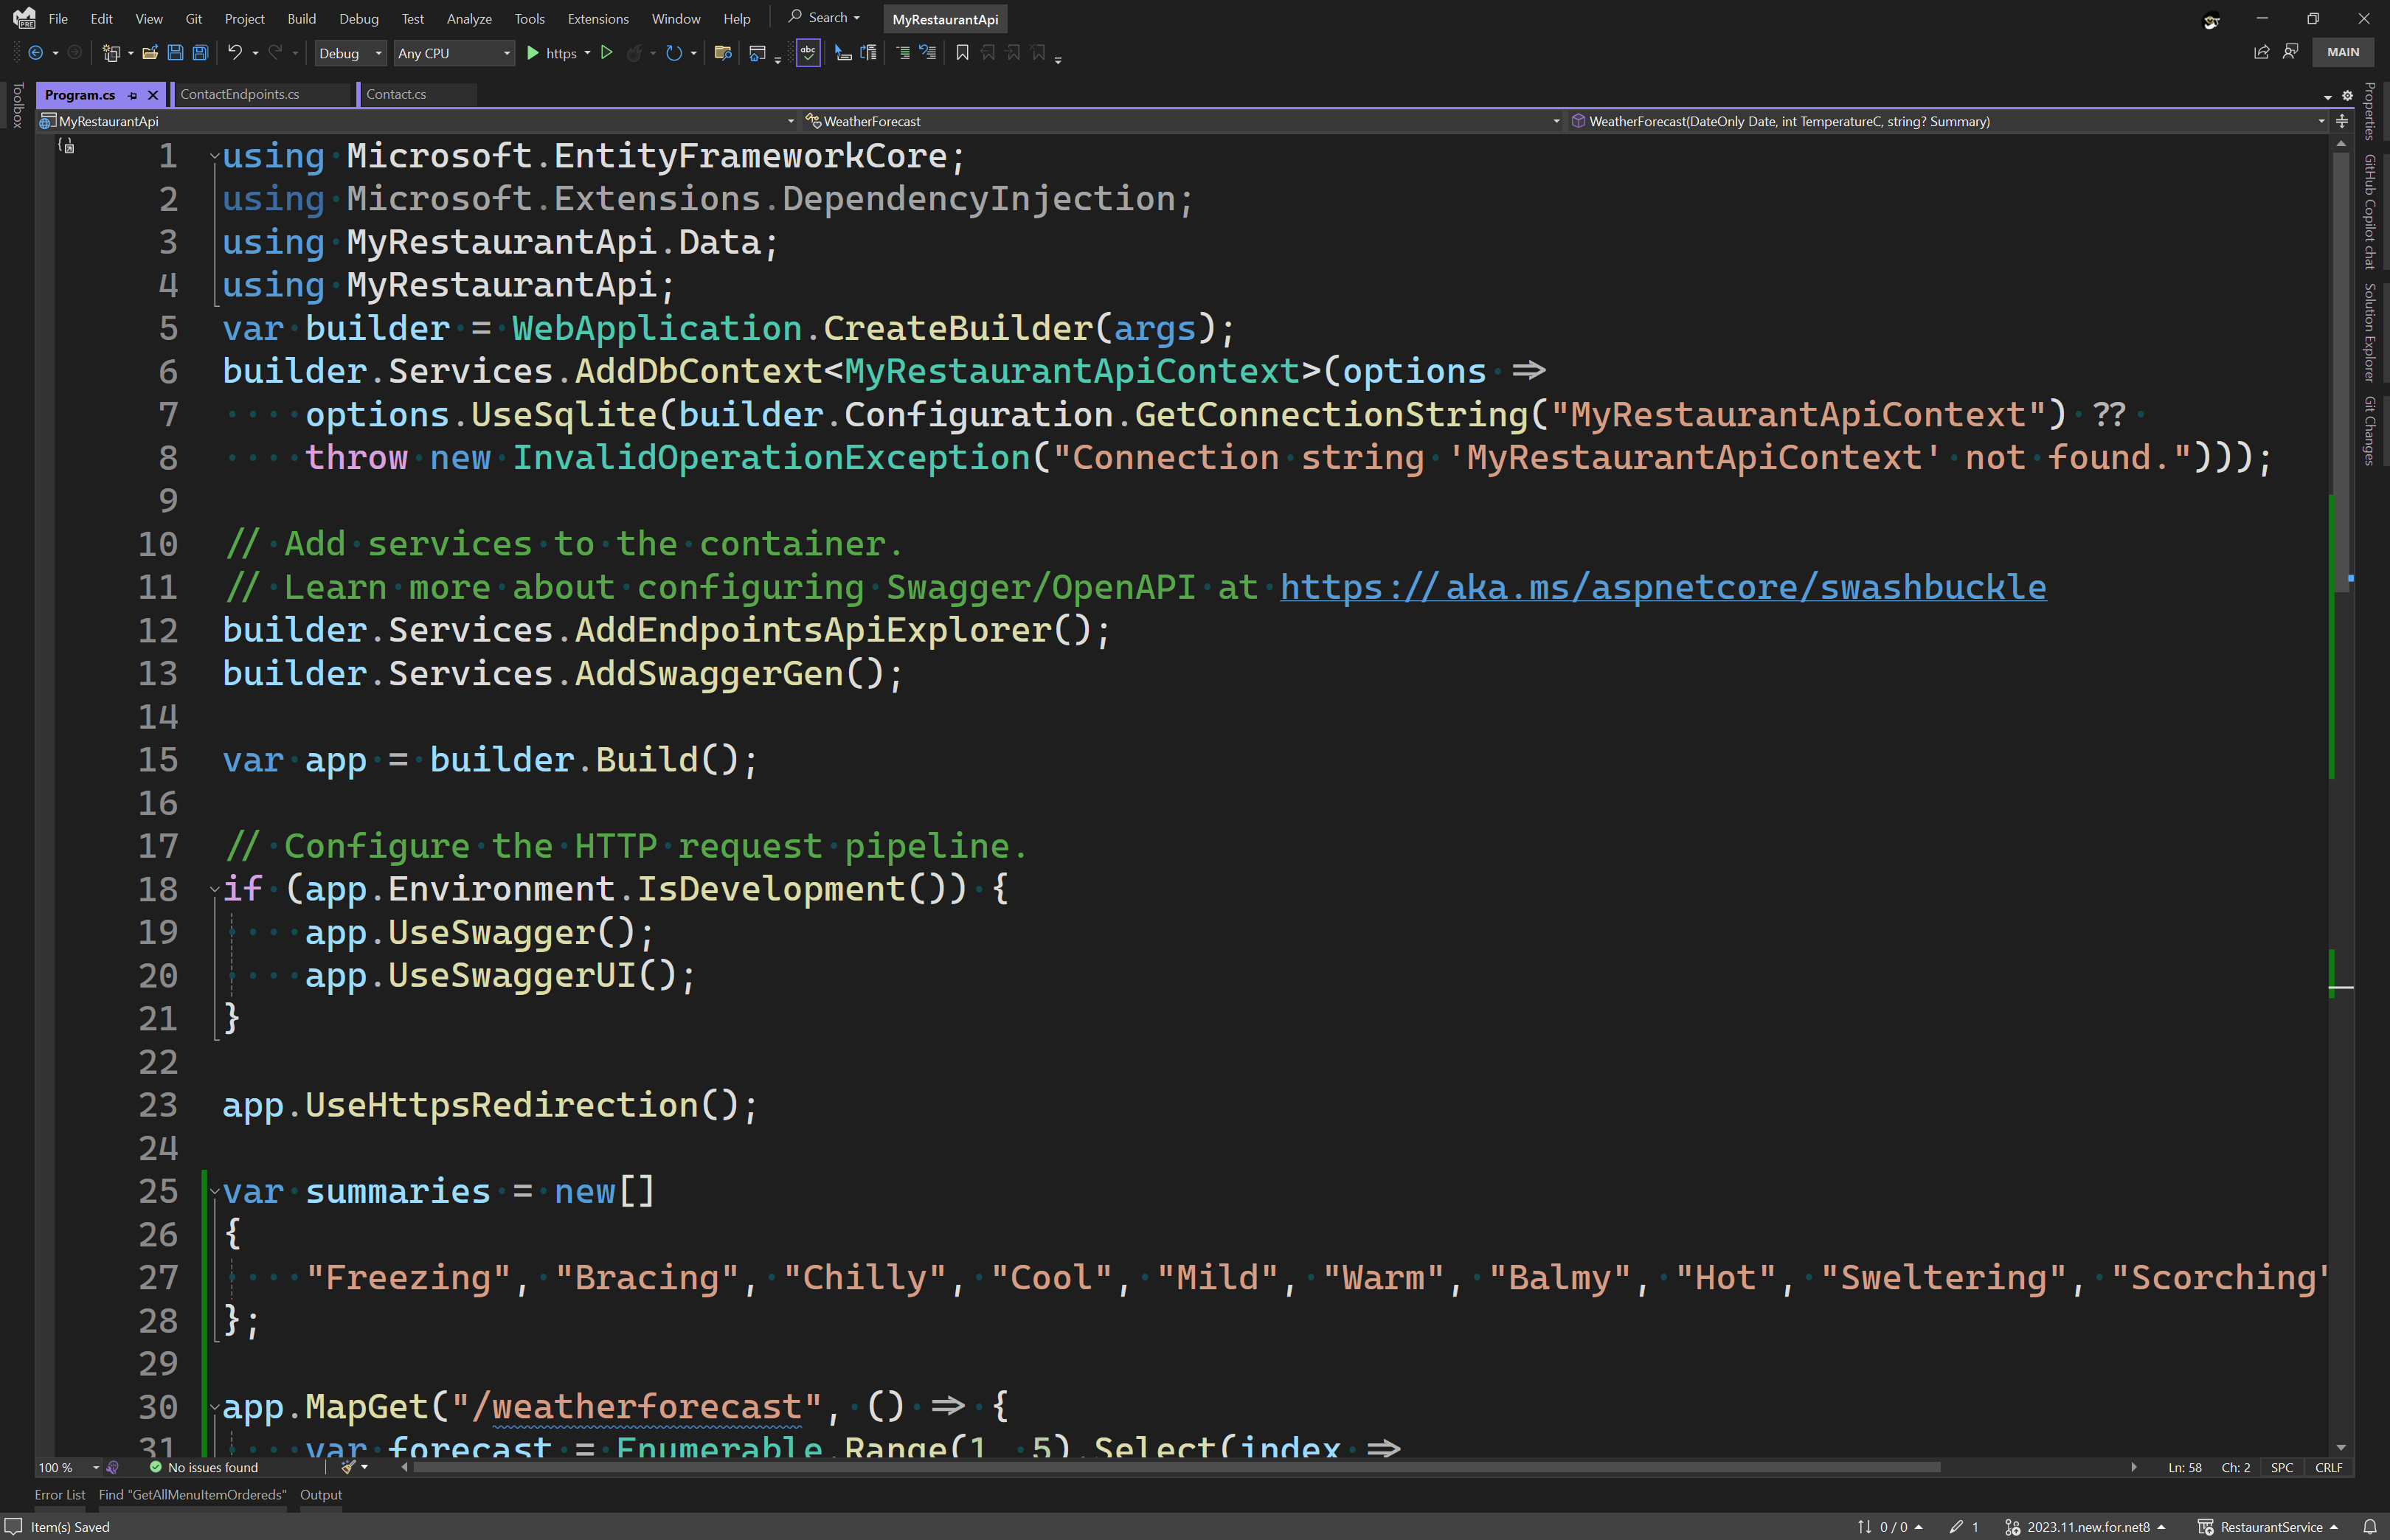 File Edit View Git Project Build Debug Test Analyze Tools Extensions Window Help Search MyRestaurantApi
Debug Any CPU https MAIN
Toolbox
Program.cs ContactEndpoints.cs Contact.cs
MyRestaurantApi WeatherForecast WeatherForecast(DateOnly Date, int TemperatureC, string? Summary)
1 using Microsoft.EntityFrameworkCore;
2 using Microsoft.Extensions.DependencyInjection;
3 using MyRestaurantApi.Data;
4 using MyRestaurantApi;
5 var builder = WebApplication.CreateBuilder(args);
6 builder.Services.AddDbContext<MyRestaurantApiContext>(options =>
7 options.UseSqlite(builder.Configuration.GetConnectionString("MyRestaurantApiContext") ??
8 throw new InvalidOperationException("Connection string 'MyRestaurantApiContext' not found.")));
9
10 // Add services to the container.
11 // Learn more about configuring Swagger/OpenAPI at https://aka.ms/aspnetcore/swashbuckle
12 builder.Services.AddEndpointsApiExplorer();
13 builder.Services.AddSwaggerGen();
14
15 var app = builder.Build();
16
17 // Configure the HTTP request pipeline.
18 if (app.Environment.IsDevelopment()) {
19 app.UseSwagger();
20 app.UseSwaggerUI();
21 }
22
23 app.UseHttpsRedirection();
24
25 var summaries = new[]
26 {
27 "Freezing", "Bracing", "Chilly", "Cool", "Mild", "Warm", "Balmy", "Hot", "Sweltering", "Scorching"
28 };
29
30 app.MapGet("/weatherforecast", () => {
31 var forecast = Enumerable.Range(1, 5).Select(index =>
Properties
GitHub Copilot chat
Solution Explorer
Git Changes
100 % No issues found Ln: 58 Ch: 2 SPC CRLF
Error List Find "GetAllMenuItemOrdereds" Output
Item(s) Saved 0 / 0 1 2023.11.new.for.net8 RestaurantService